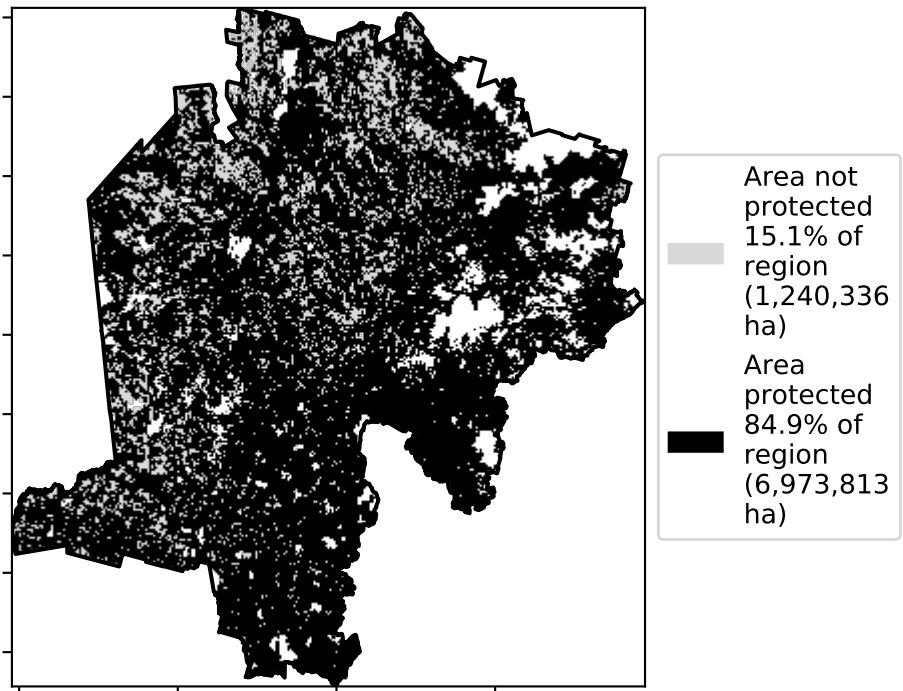 Area not
protected
15.1% of
region
(1,240,336
ha)
Area
protected
84.9% of
region
(6,973,813
ha)